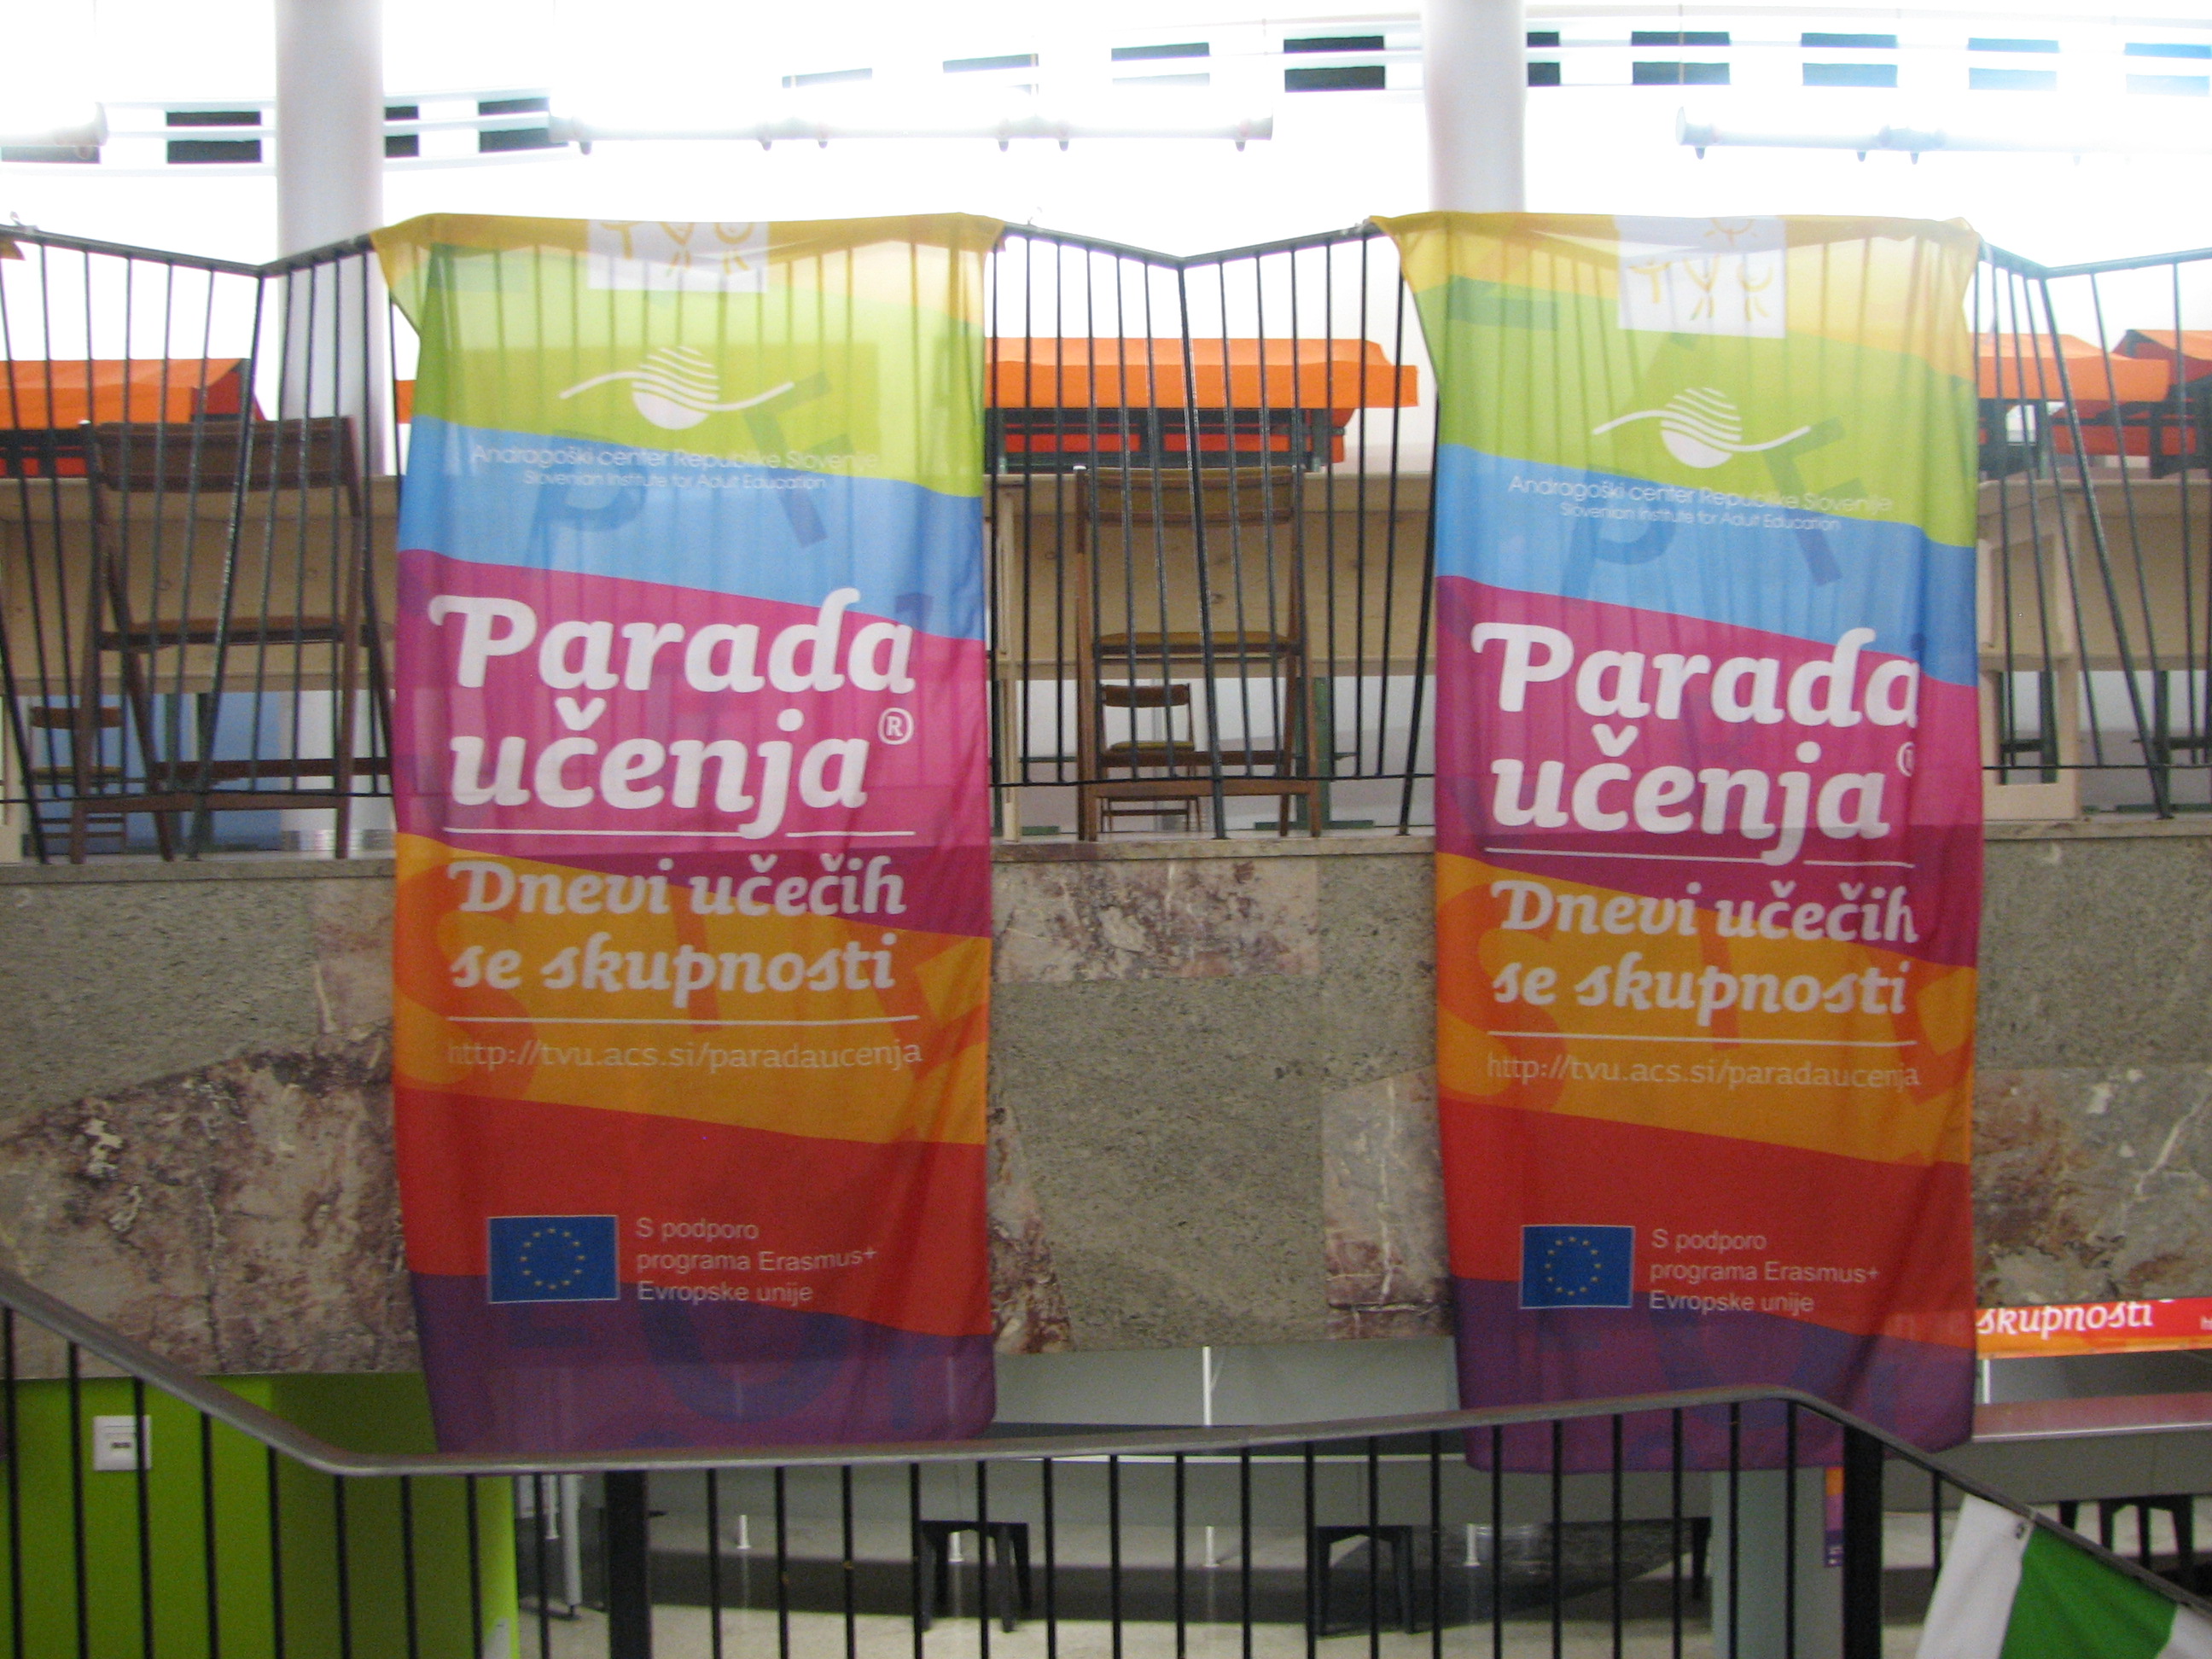 TVU
Andragoški center Republike Slovenije
Slovenian Institute for Adult Education
Parada
učenja®
Dnevi učečih
se skupnosti
http://tvu.acs.si/paradaucenja
S podporo
programa Erasmus+
Evropske unije
TVU
Andragoški center Republike Slovenije
Slovenian Institute for Adult Education
Parada
učenja®
Dnevi učečih
se skupnosti
http://tvu.acs.si/paradaucenja
S podporo
programa Erasmus+
Evropske unije
skupnosti